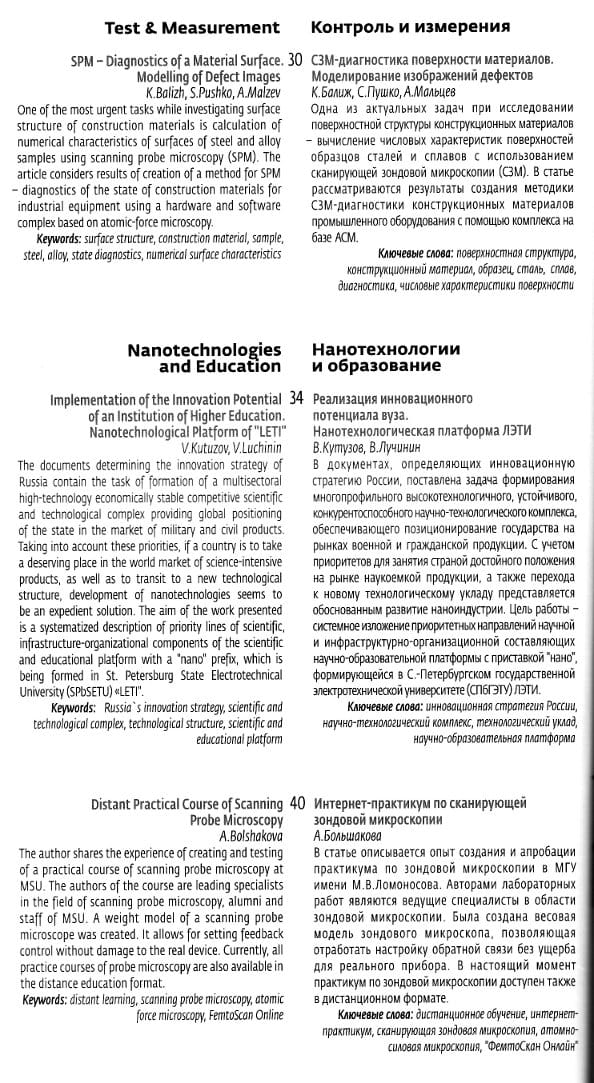 Test & Measurement
SPM – Diagnostics of a Material Surface.
Modelling of Defect Images
K.Balizh, S.Pushko, A.Malzev
One of the most urgent tasks while investigating surface
structure of construction materials is calculation of
numerical characteristics of surfaces of steel and alloy
samples using scanning probe microscopy (SPM). The
article considers results of creation of a method for SPM
– diagnostics of the state of construction materials for
industrial equipment using a hardware and software
complex based on atomic-force microscopy.
Keywords: surface structure, construction material, sample,
steel, alloy, state diagnostics, numerical surface characteristics
30
Контроль и измерения
СЗМ-диагностика поверхности материалов.
Моделирование изображений дефектов
К.Балиж, С.Пушко, А.Мальцев
Одна из актуальных задач при исследовании
поверхностной структуры конструкционных материалов
– вычисление числовых характеристик поверхностей
образцов сталей и сплавов с использованием
сканирующей зондовой микроскопии (СЗМ). В статье
рассматриваются результаты создания методики
СЗМ-диагностики конструкционных материалов
промышленного оборудования с помощью комплекса на
базе АСМ.
Ключевые слова: поверхностная структура,
конструкционный материал, образец, сталь, сплав,
диагностика, числовые характеристики поверхности
Nanotechnologies
and Education
Implementation of the Innovation Potential
of an Institution of Higher Education.
Nanotechnological Platform of "LETI"
V.Kutuzov, V.Luchinin
The documents determining the innovation strategy of
Russia contain the task of formation of a multisectoral
high-technology economically stable competitive scientific
and technological complex providing global positioning
of the state in the market of military and civil products.
Taking into account these priorities, if a country is to take
a deserving place in the world market of science-intensive
products, as well as to transit to a new technological
structure, development of nanotechnologies seems to
be an expedient solution. The aim of the work presented
is a systematized description of priority lines of scientific,
infrastructure-organizational components of the scientific
and educational platform with a "nano" prefix, which is
being formed in St. Petersburg State Electrotechnical
University (SPbSETU) «LETI".
Keywords: Russia`s innovation strategy, scientific and
technological complex, technological structure, scientific and
educational platform
34
Нанотехнологии
и образование
Реализация инновационного
потенциала вуза.
Нанотехнологическая платформа ЛЭТИ
В.Кутузов, В.Лучинин
В документах, определяющих инновационную
стратегию России, поставлена задача формирования
многопрофильного высокотехнологичного, устойчивого,
конкурентоспособного научно-технологического комплекса,
обеспечивающего позиционирование государства на
рынках военной и гражданской продукции. С учетом
приоритетов для занятия страной достойного положения
на рынке наукоемкой продукции, а также перехода
к новому технологическому укладу представляется
обоснованным развитие наноиндустрии. Цель работы –
системное изложение приоритетных направлений научной
и инфраструктурно-организационной составляющих
научно-образовательной платформы с приставкой "нано",
формирующейся в С.-Петербургском государственной
электротехнической университете (СПбГЭТУ) ЛЭТИ.
Ключевые слова: инновационная стратегия России,
научно-технологический комплекс, технологический уклад,
научно-образовательная платформа
Distant Practical Course of Scanning
Probe Microscopy
A.Bolshakova
The author shares the experience of creating and testing
of a practical course of scanning probe microscopy at
MSU. The authors of the course are leading specialists
in the field of scanning probe microscopy, alumni and
staff of MSU. A weight model of a scanning probe
microscope was created. It allows for setting feedback
control without damage to the real device. Currently, all
practice courses of probe microscopy are also available in
the distance education format.
Keywords: distant learning, scanning probe microscopy, atomic
force microscopy, FemtoScan Online
40
Интернет-практикум по сканирующей
зондовой микроскопии
А.Большакова
В статье описывается опыт создания и апробации
практикума по зондовой микроскопии в МГУ
имени М.В.Ломоносова. Авторами лабораторных
работ являются ведущие специалисты в области
зондовой микроскопии. Была создана весовая
модель зондового микроскопа, позволяющая
отработать настройку обратной связи без ущерба
для реального прибора. В настоящий момент
практикум по зондовой микроскопии доступен также
в дистанционном формате.
Ключевые слова: дистанционное обучение, интернет-
практикум, сканирующая зондовая микроскопия, атомно-
силовая микроскопия, "ФемтоСкан Онлайн"